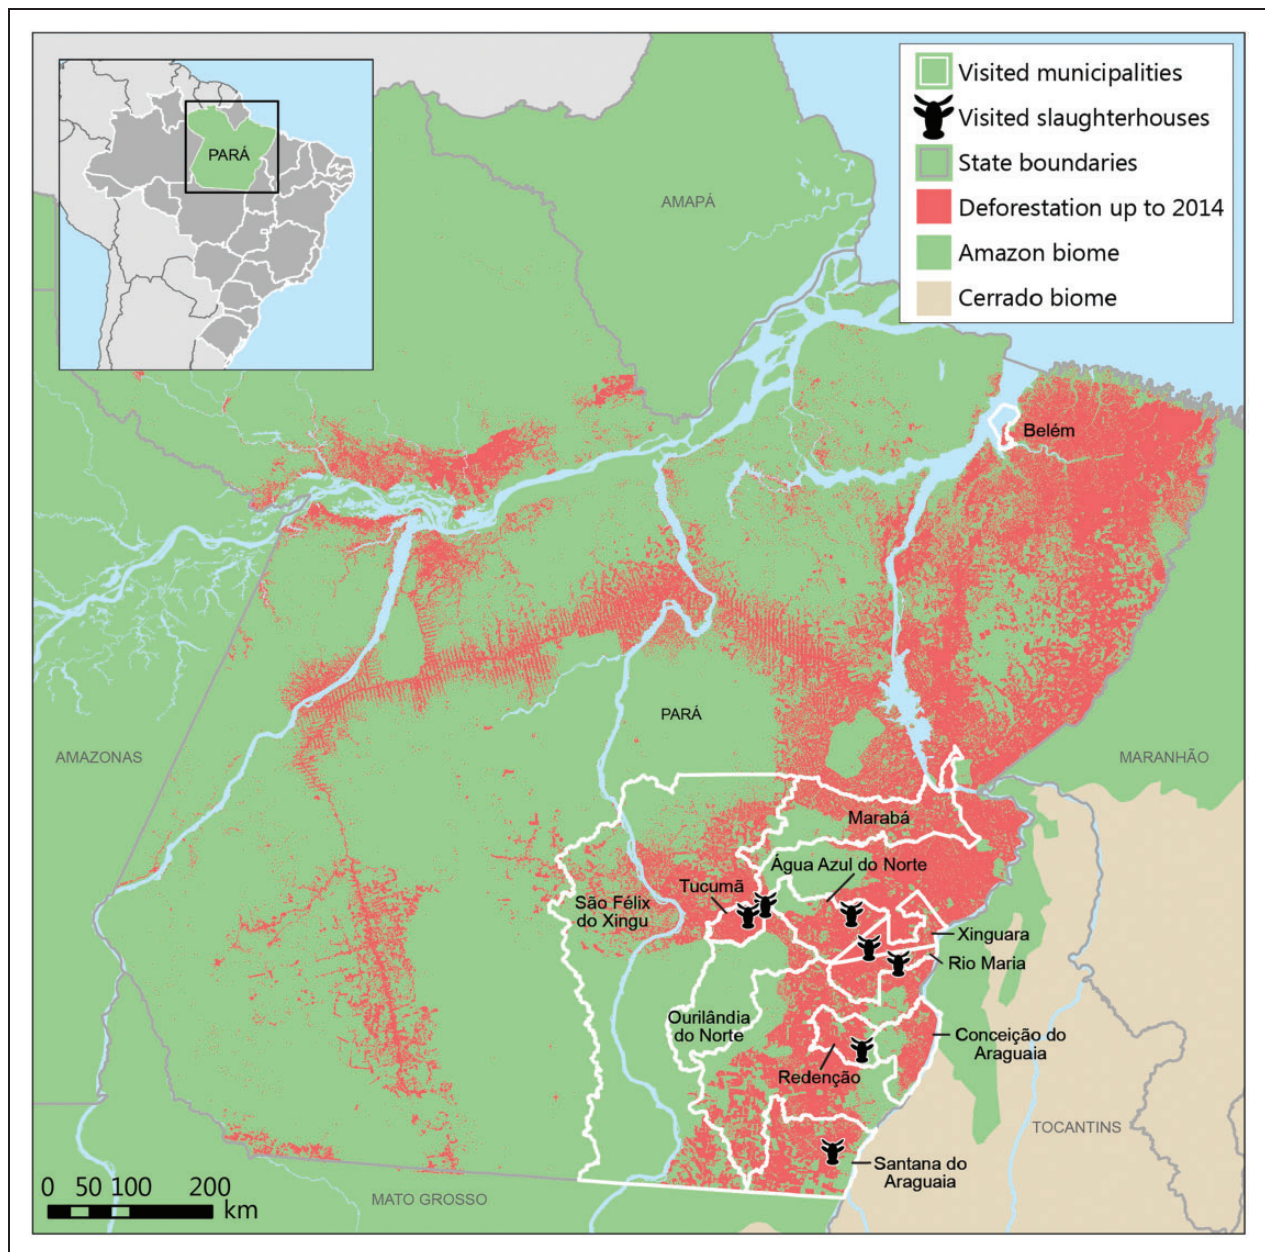 PARÁ
Visited municipalities
Visited slaughterhouses
State boundaries
Deforestation up to 2014
Amazon biome
Cerrado biome
AMAPÁ
Belém
PARÁ
AMAZONAS
MARANHÃO
Marabá
Água Azul do Norte
Tucumã
São Félix
do Xingu
Xinguara
Rio Maria
Ourilândia
do Norte
Conceição do
Araguaia
Redenção
TOCANTINS
Santana do
Araguaia
MATO GROSSO
0 50 100 200
km